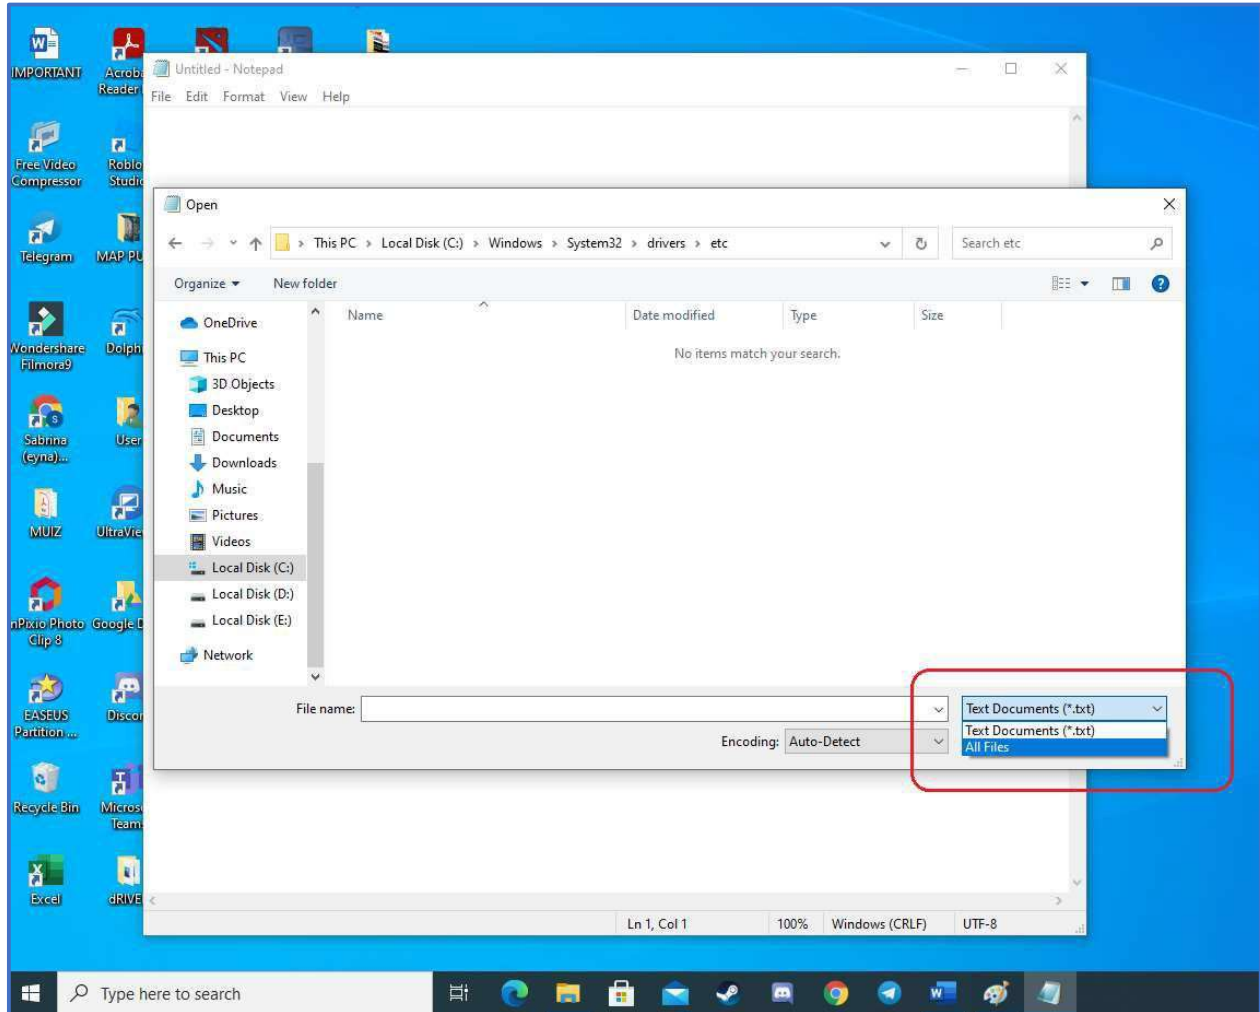 IMPORTANT
Reader
Untitled - Notepad
File Edit Format View Help
Free Video
Compressor
Studio
Telegram
Wondershare
Filmora9
Sabrina
(eyna)...
User
MUIZ
nPixio Photo
Clip 8
EASEUS
Partition ...
Recycle Bin
Excel
Open
This PC > Local Disk (C:) > Windows > System32 > drivers > etc
Search etc
Organize New folder
Name Date modified Type Size
No items match your search.
OneDrive
This PC
3D Objects
Desktop
Documents
Downloads
Music
Pictures
Videos
Local Disk (C:)
Local Disk (D:)
Local Disk (E:)
Network
File name:
Text Documents (*.txt)
Text Documents (*.txt)
All Files
Encoding: Auto-Detect
Ln 1, Col 1 100% Windows (CRLF) UTF-8
Type here to search